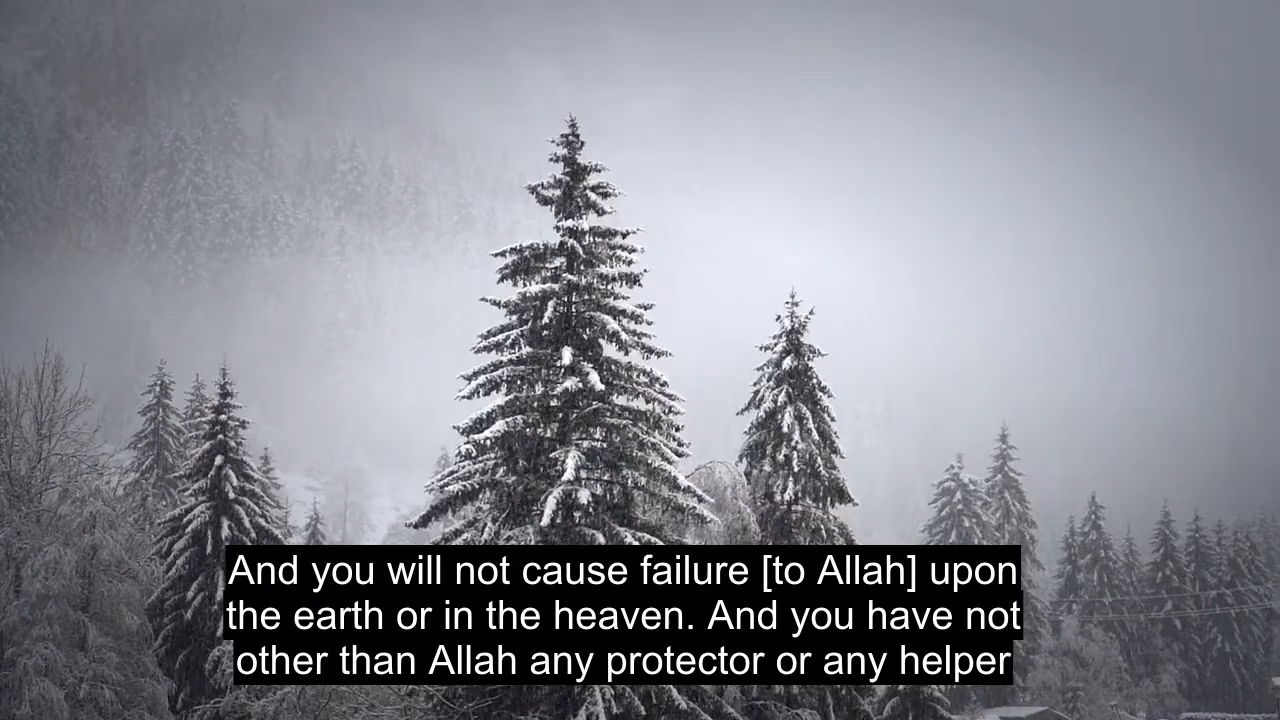 And you will not cause failure [to Allah] upon
the earth or in the heaven. And you have not
other than Allah any protector or any helper